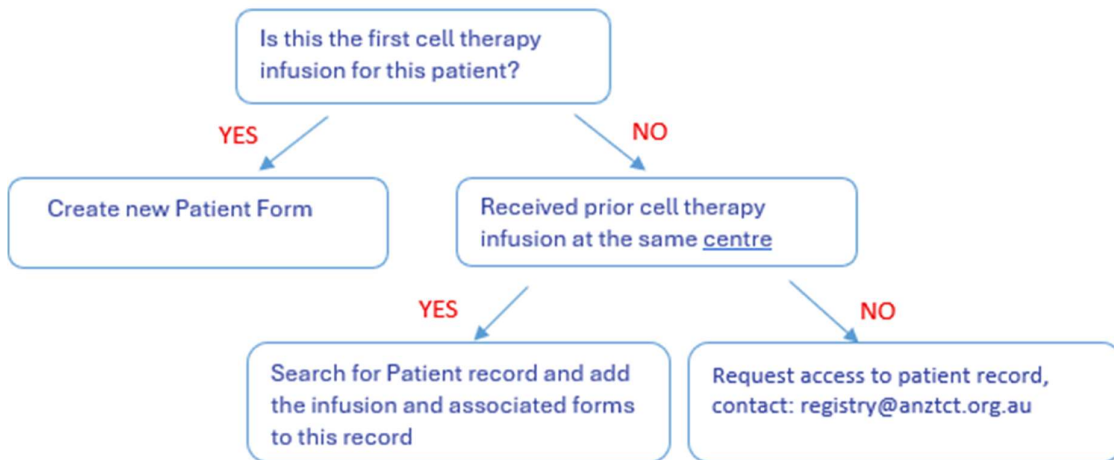 Is this the first cell therapy
infusion for this patient?
YES
NO
Create new Patient Form
Received prior cell therapy
infusion at the same centre
YES
NO
Search for Patient record and add
the infusion and associated forms
to this record
Request access to patient record,
contact: registry@anztct.org.au